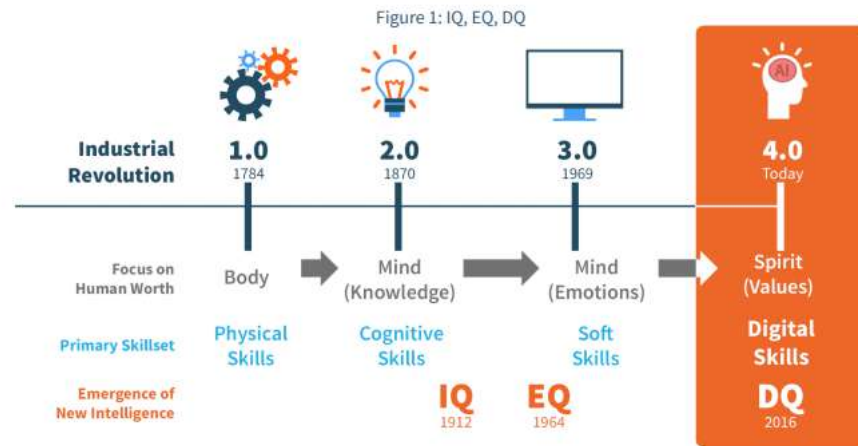 Figure 1: IQ, EQ, DQ
AI
Industrial Revolution
1.0
1784
2.0
1870
3.0
1969
4.0
Today
Focus on
Human Worth
Body
Mind
(Knowledge)
Mind
(Emotions)
Spirit
(Values)
Primary Skillset
Physical
Skills
Cognitive
Skills
Soft
Skills
Digital
Skills
Emergence of
New Intelligence
IQ
1912
EQ
1964
DQ
2016